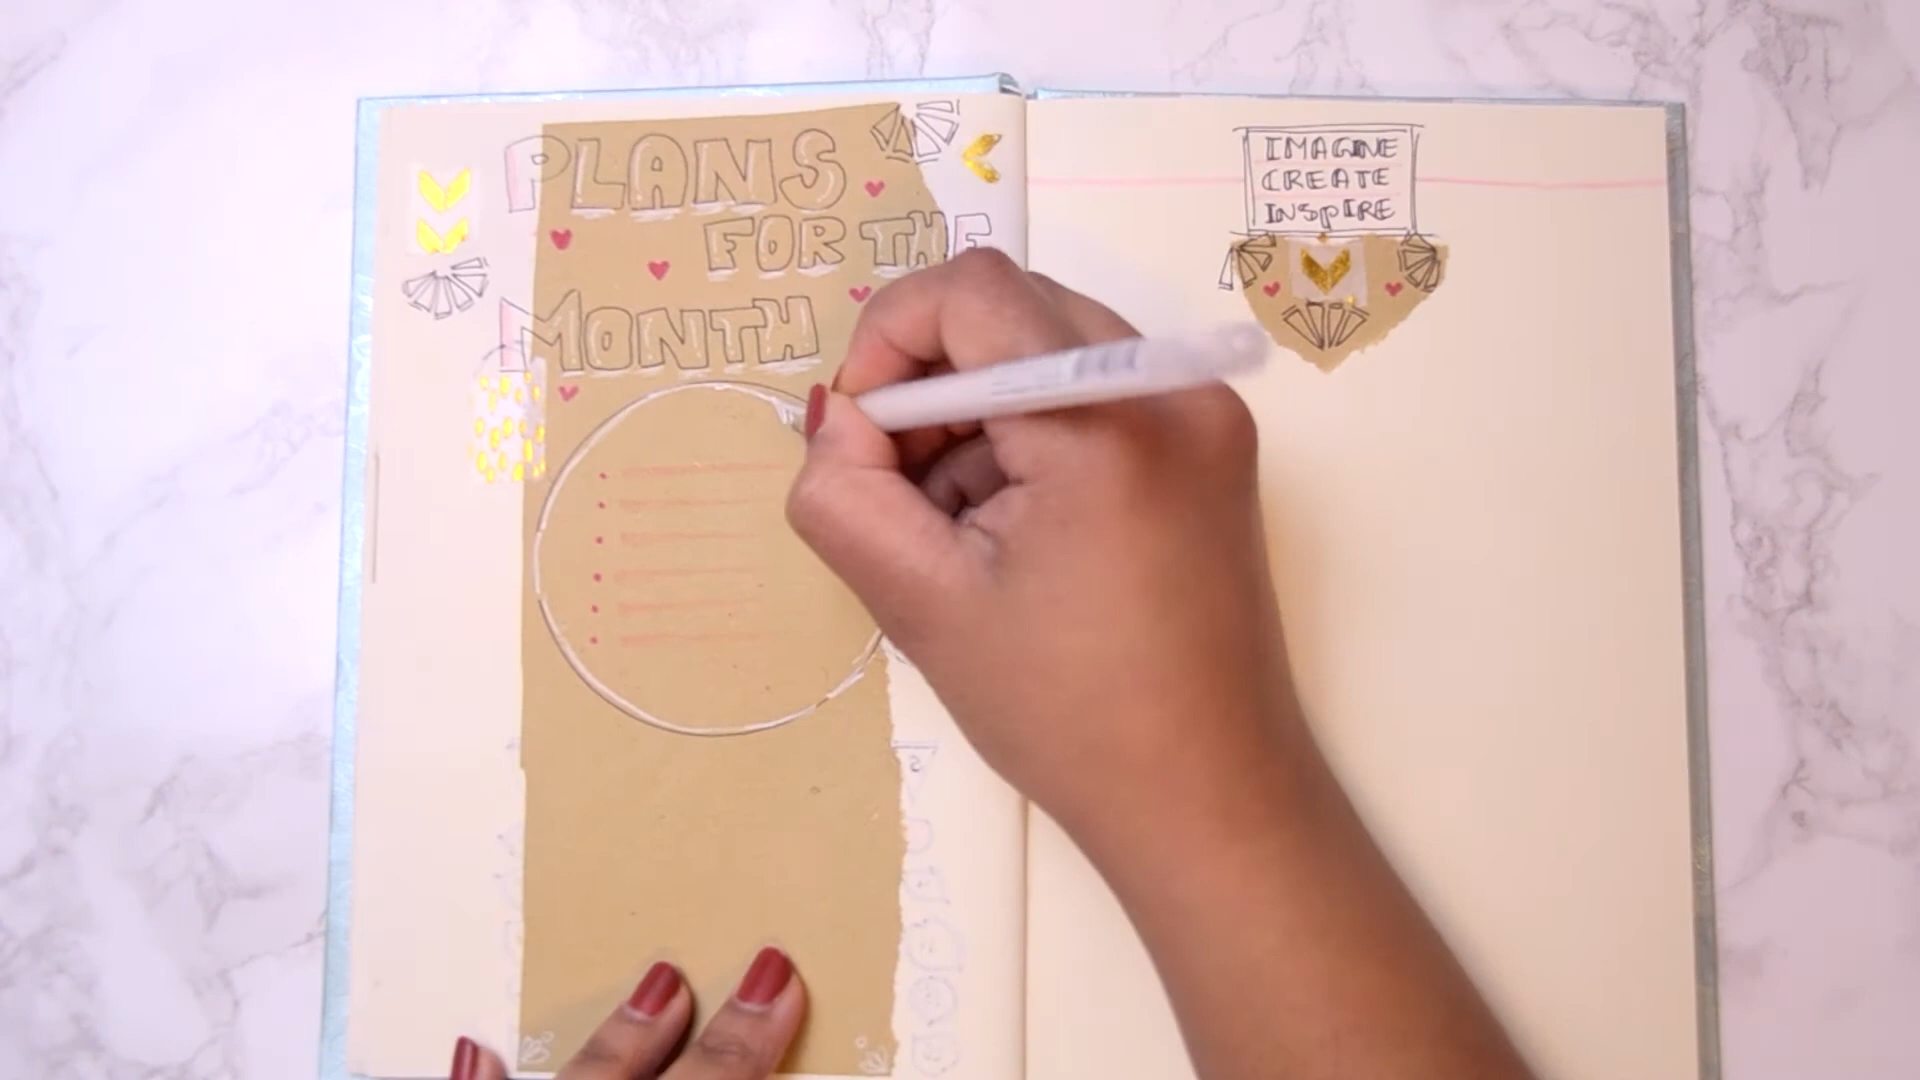 PLANS
FOR THE
MONTH
IMAGINE
CREATE
INSPIRE